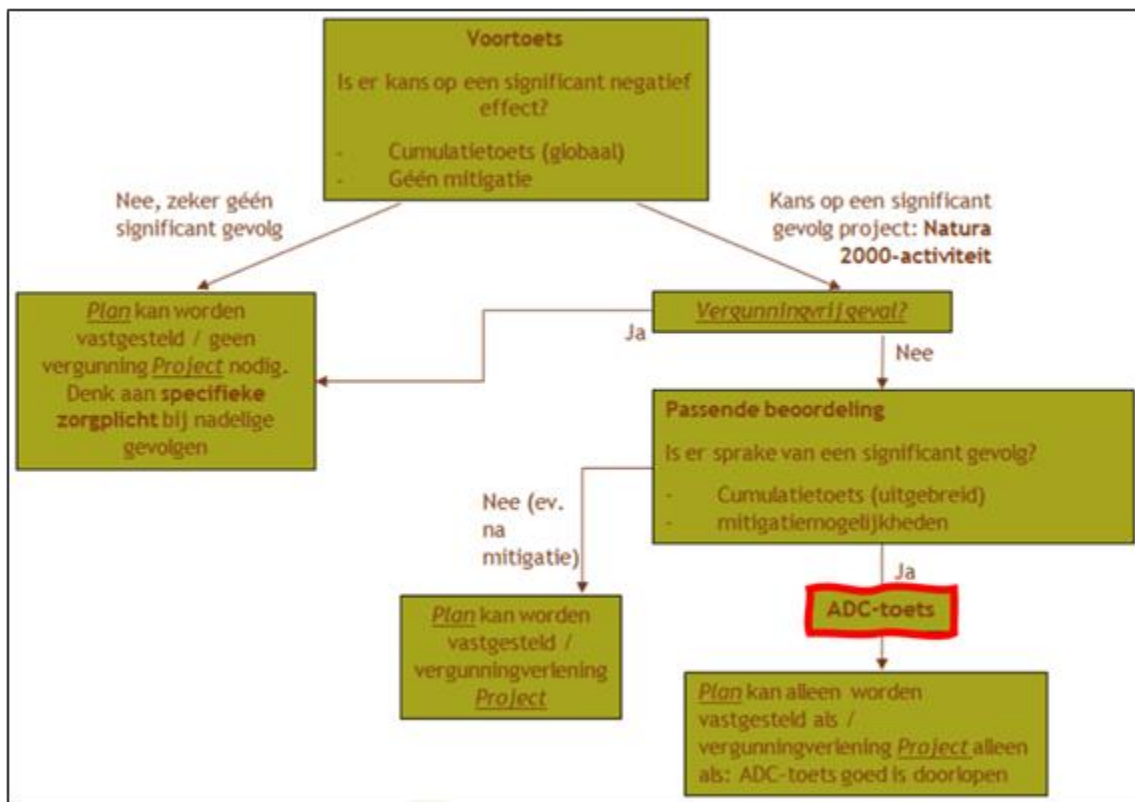 Voortoets
Is er kans op een significant negatief
effect?
- Cumulatietoets (globaal)
- Géén mitigatie
Nee, zeker géén
significant gevolg
Kans op een significant
gevolg project: Natura
2000-activiteit
Plan kan worden
vastgesteld / geen
vergunning Project nodig.
Denk aan specifieke
zorgplicht bij nadelige
gevolgen
Vergunningvrij geval?
Ja
Nee
Passende beoordeling
Is er sprake van een significant gevolg?
- Cumulatietoets (uitgebreid)
- mitigatiemogelijkheden
Nee (ev.
na
mitigatie)
Ja
ADC-toets
Plan kan worden
vastgesteld /
vergunningverlening
Project
Plan kan alleen worden
vastgesteld als /
vergunningverlening Project alleen
als: ADC-toets goed is doorlopen